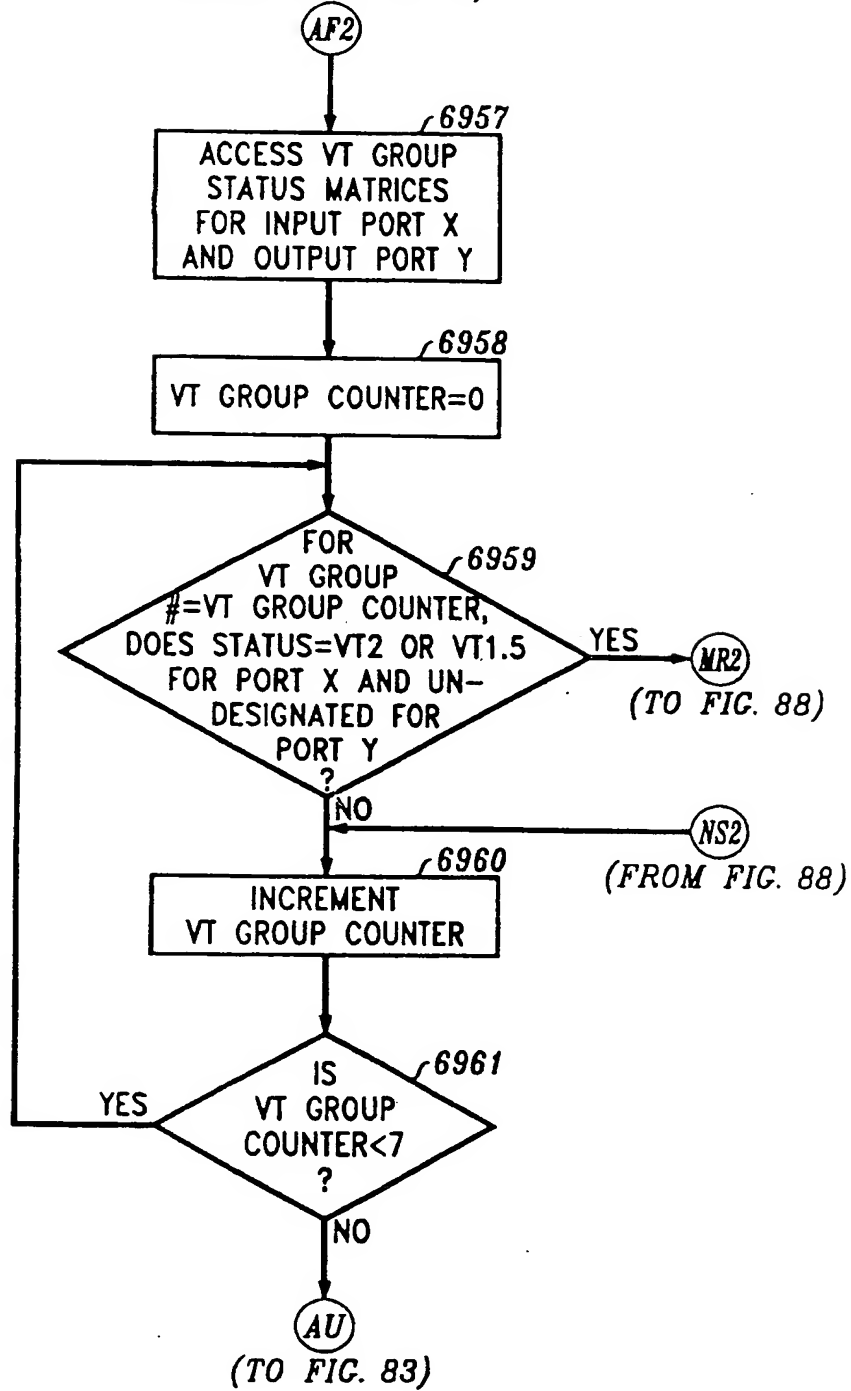 AF2
6957
ACCESS VT GROUP
STATUS MATRICES
FOR INPUT PORT X
AND OUTPUT PORT Y
6958
VT GROUP COUNTER=0
FOR
VT GROUP
#=VT GROUP COUNTER,
DOES STATUS=VT2 OR VT1.5
FOR PORT X AND UN-
DESIGNATED FOR
PORT Y
?
6959
YES
MR2
(TO FIG. 88)
NO
NS2
(FROM FIG. 88)
6960
INCREMENT
VT GROUP COUNTER
6961
IS
VT GROUP
COUNTER<7
?
YES
NO
AU
(TO FIG. 83)